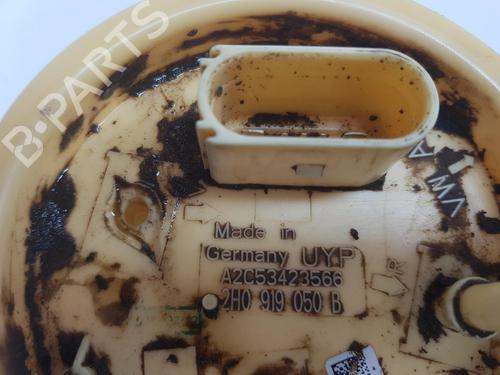 B-PARTS
VW A
Made in
Germany UYP
A2C53423566
2H0 919 050 B